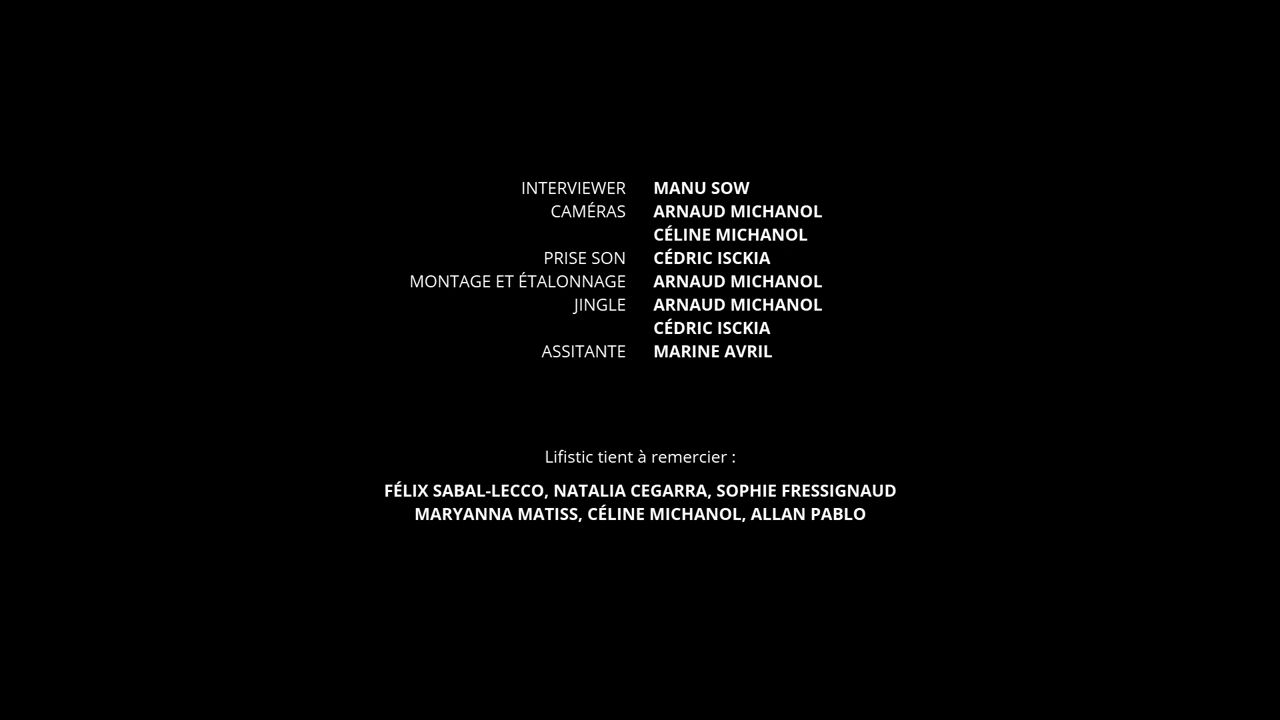 INTERVIEWER MANU SOW
CAMÉRAS ARNAUD MICHANOL
CÉLINE MICHANOL
PRISE SON CÉDRIC ISCKIA
MONTAGE ET ÉTALONNAGE ARNAUD MICHANOL
JINGLE ARNAUD MICHANOL
CÉDRIC ISCKIA
ASSITANTE MARINE AVRIL
Lifistic tient à remercier :
FÉLIX SABAL-LECCO, NATALIA CEGARRA, SOPHIE FRESSIGNAUD
MARYANNA MATISS, CÉLINE MICHANOL, ALLAN PABLO